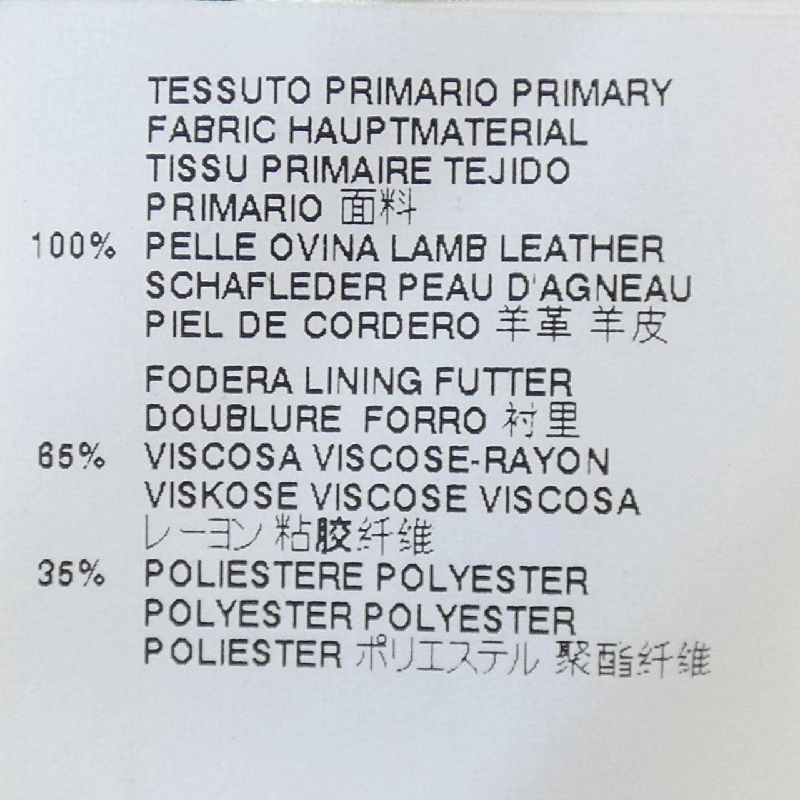 TESSUTO PRIMARIO PRIMARY
FABRIC HAUPTMATERIAL
TISSU PRIMAIRE TEJIDO
PRIMARIO 面料
100% PELLE OVINA LAMB LEATHER
SCHAFLEDER PEAU D'AGNEAU
PIEL DE CORDERO 羊革 羊皮
FODERA LINING FUTTER
DOUBLURE FORRO 衬里
65% VISCOSA VISCOSE-RAYON
VISKOSE VISCOSE VISCOSA
レーヨン 粘胶纤维
35% POLIESTERE POLYESTER
POLYESTER POLYESTER
POLIESTER ポリエステル 聚酯纤维